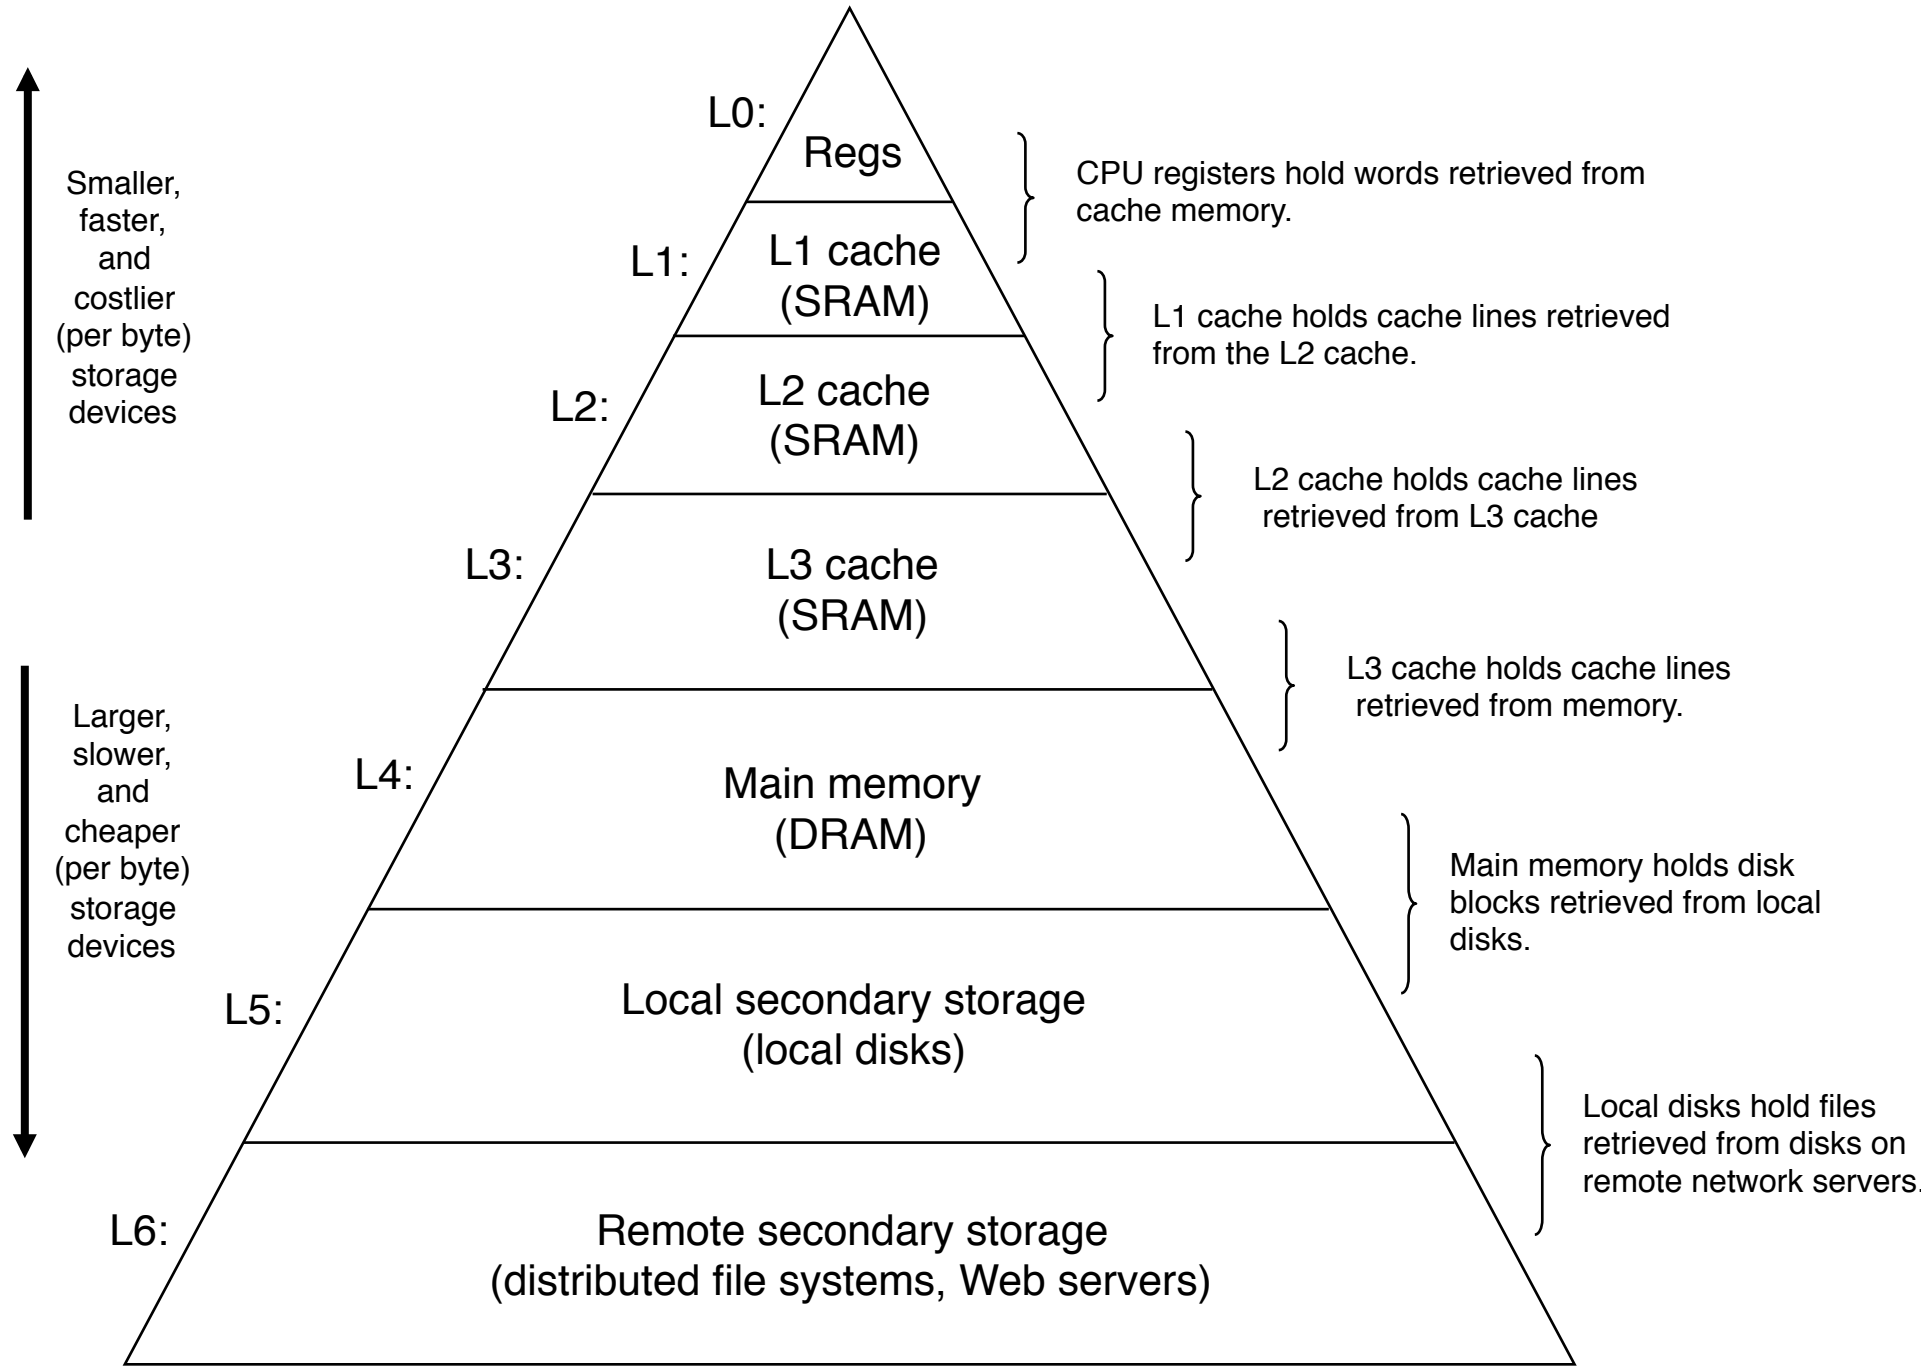 L0:
Regs
CPU registers hold words retrieved from
cache memory.
Smaller,
faster,
and
costlier
(per byte)
storage
devices
L1:
L1 cache
(SRAM)
L1 cache holds cache lines retrieved
from the L2 cache.
L2:
L2 cache
(SRAM)
L2 cache holds cache lines
retrieved from L3 cache
L3:
L3 cache
(SRAM)
L3 cache holds cache lines
retrieved from memory.
Larger,
slower,
and
cheaper
(per byte)
storage
devices
L4:
Main memory
(DRAM)
Main memory holds disk
blocks retrieved from local
disks.
L5:
Local secondary storage
(local disks)
Local disks hold files
retrieved from disks on
remote network servers.
L6:
Remote secondary storage
(distributed file systems, Web servers)